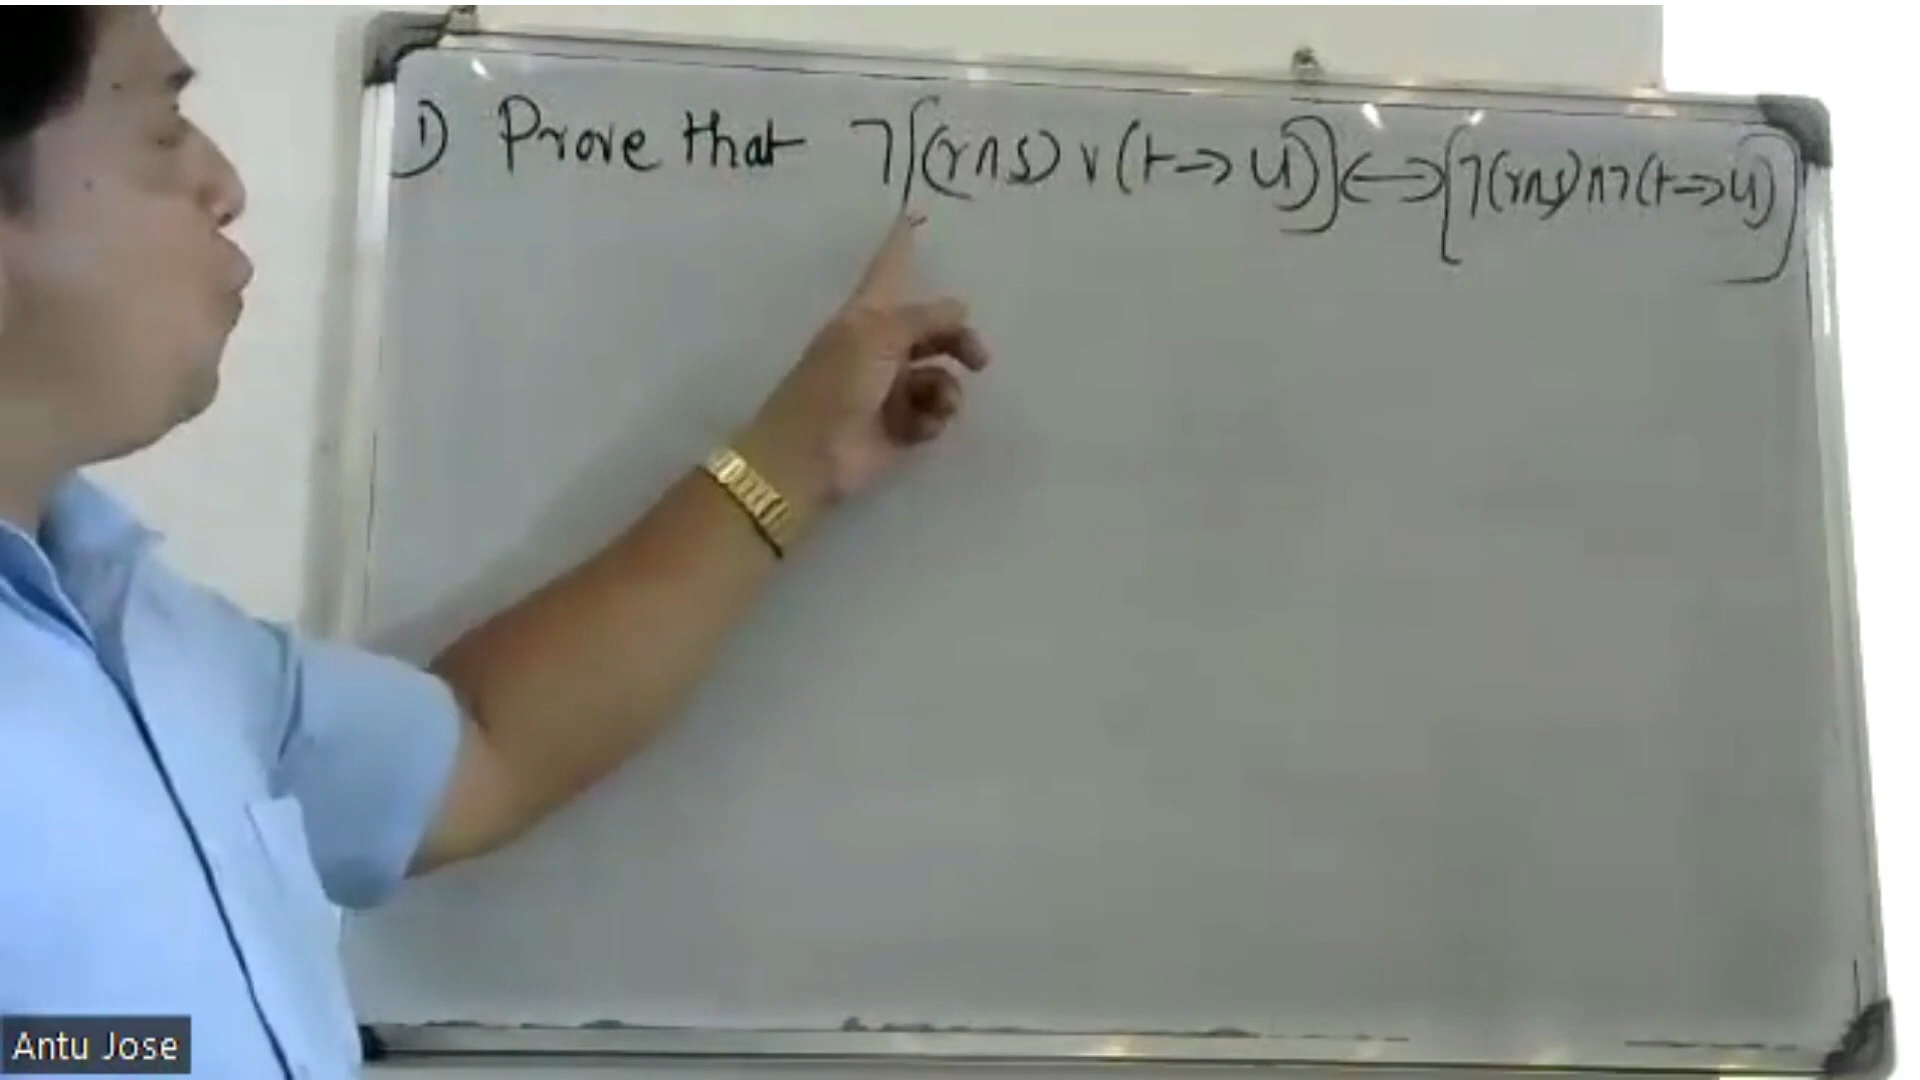 1) Prove that ¬[(r∧s)∨(t→u)]↔[¬(r∧s)∧¬(t→u)]
Antu Jose